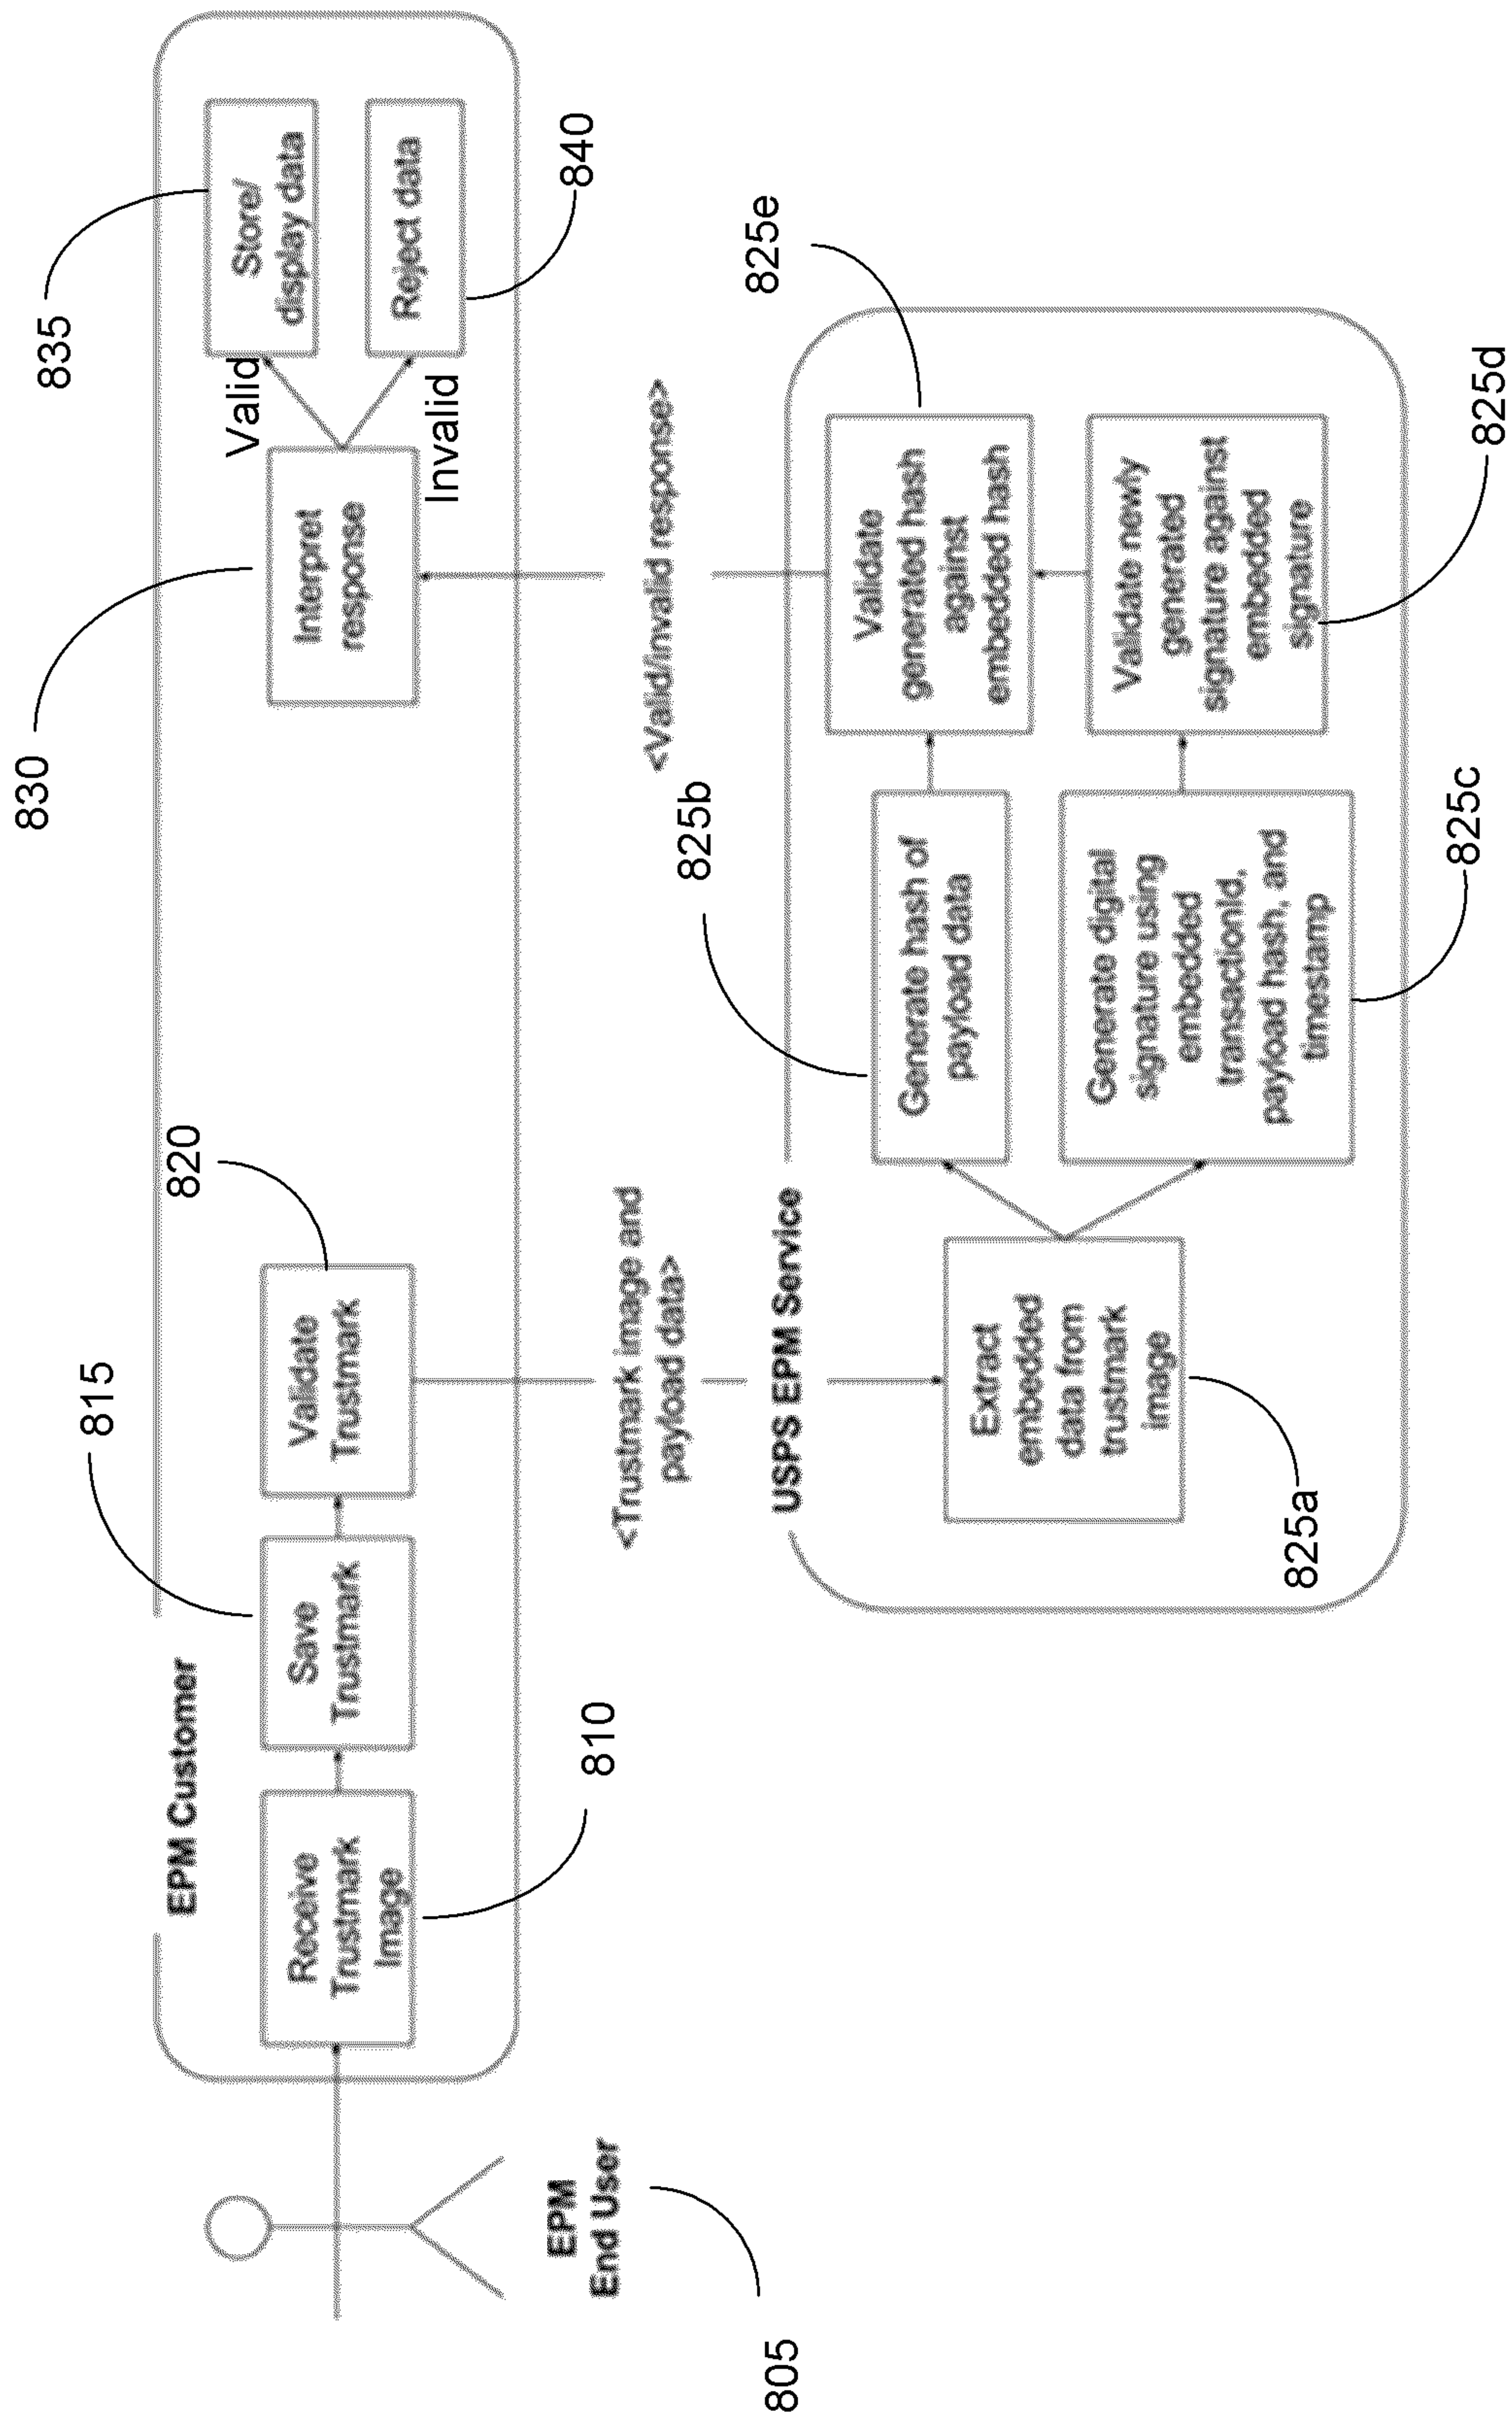 830
835
820
815
EPM Customer
Receive
Trustmark
Image
Save
Trustmark
Validate
Trustmark
Interpret
response
Valid
Invalid
Store/
display data
Reject data
840
810
EPM
End User
805
<Trustmark image and
payload data>
<Valid/invalid response>
825b
825e
USPS EPM Service
Extract
embedded
data from
trustmark
image
Generate hash of
payload data
Validate
generated hash
against
embedded hash
Generate digital
signature using
embedded
transactionId,
payload hash, and
timestamp
Validate newly
generated
signature against
embedded
signature
825a
825c
825d